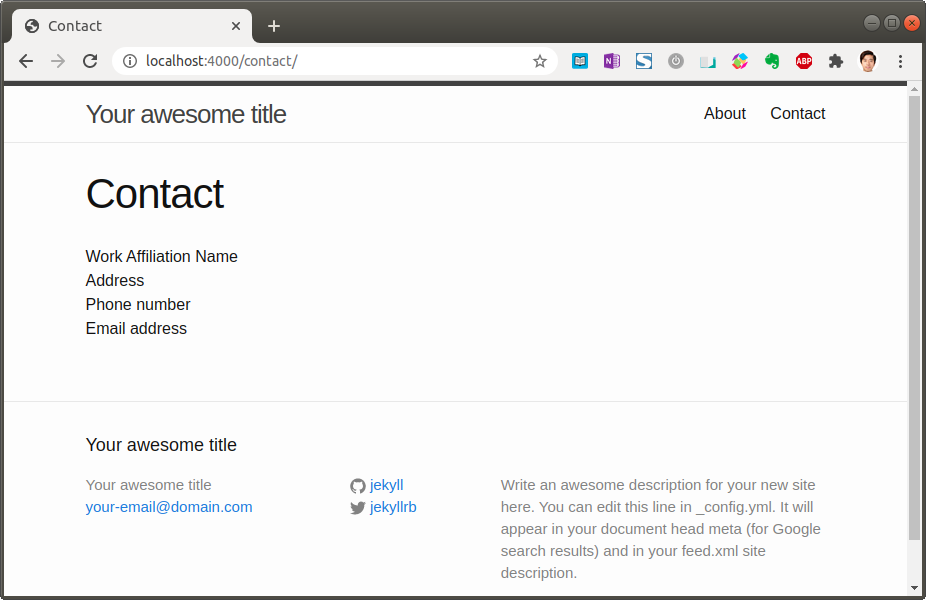 Contact
localhost:4000/contact/
N
S
ABP
Your awesome title
About
Contact
Contact
Work Affiliation Name
Address
Phone number
Email address
Your awesome title
Your awesome title
your-email@domain.com
jekyll
jekyllrb
Write an awesome description for your new site
here. You can edit this line in _config.yml. It will
appear in your document head meta (for Google
search results) and in your feed.xml site
description.